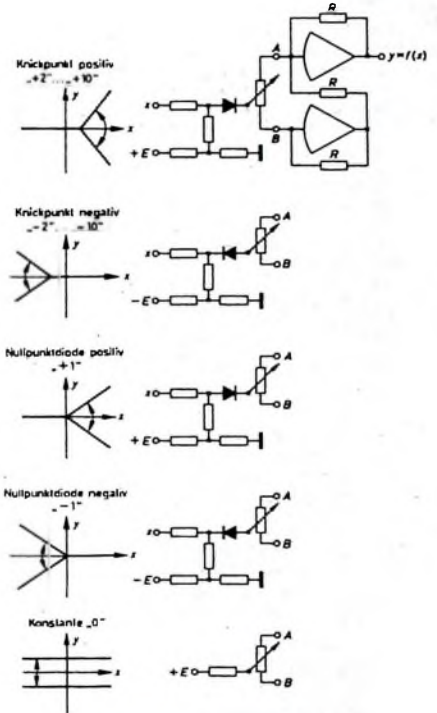 Knickpunkt positiv
„+2"...„+10"
y
x
x
+E
A
B
R
R
R
y=f(x)
Knickpunkt negativ
„−2"...„−10"
y
x
x
−E
A
B
Nullpunktdiode positiv
„+1"
y
x
x
+E
A
B
Nullpunktdiode negativ
„−1"
y
x
x
−E
A
B
Konstante „0"
y
x
+E
A
B